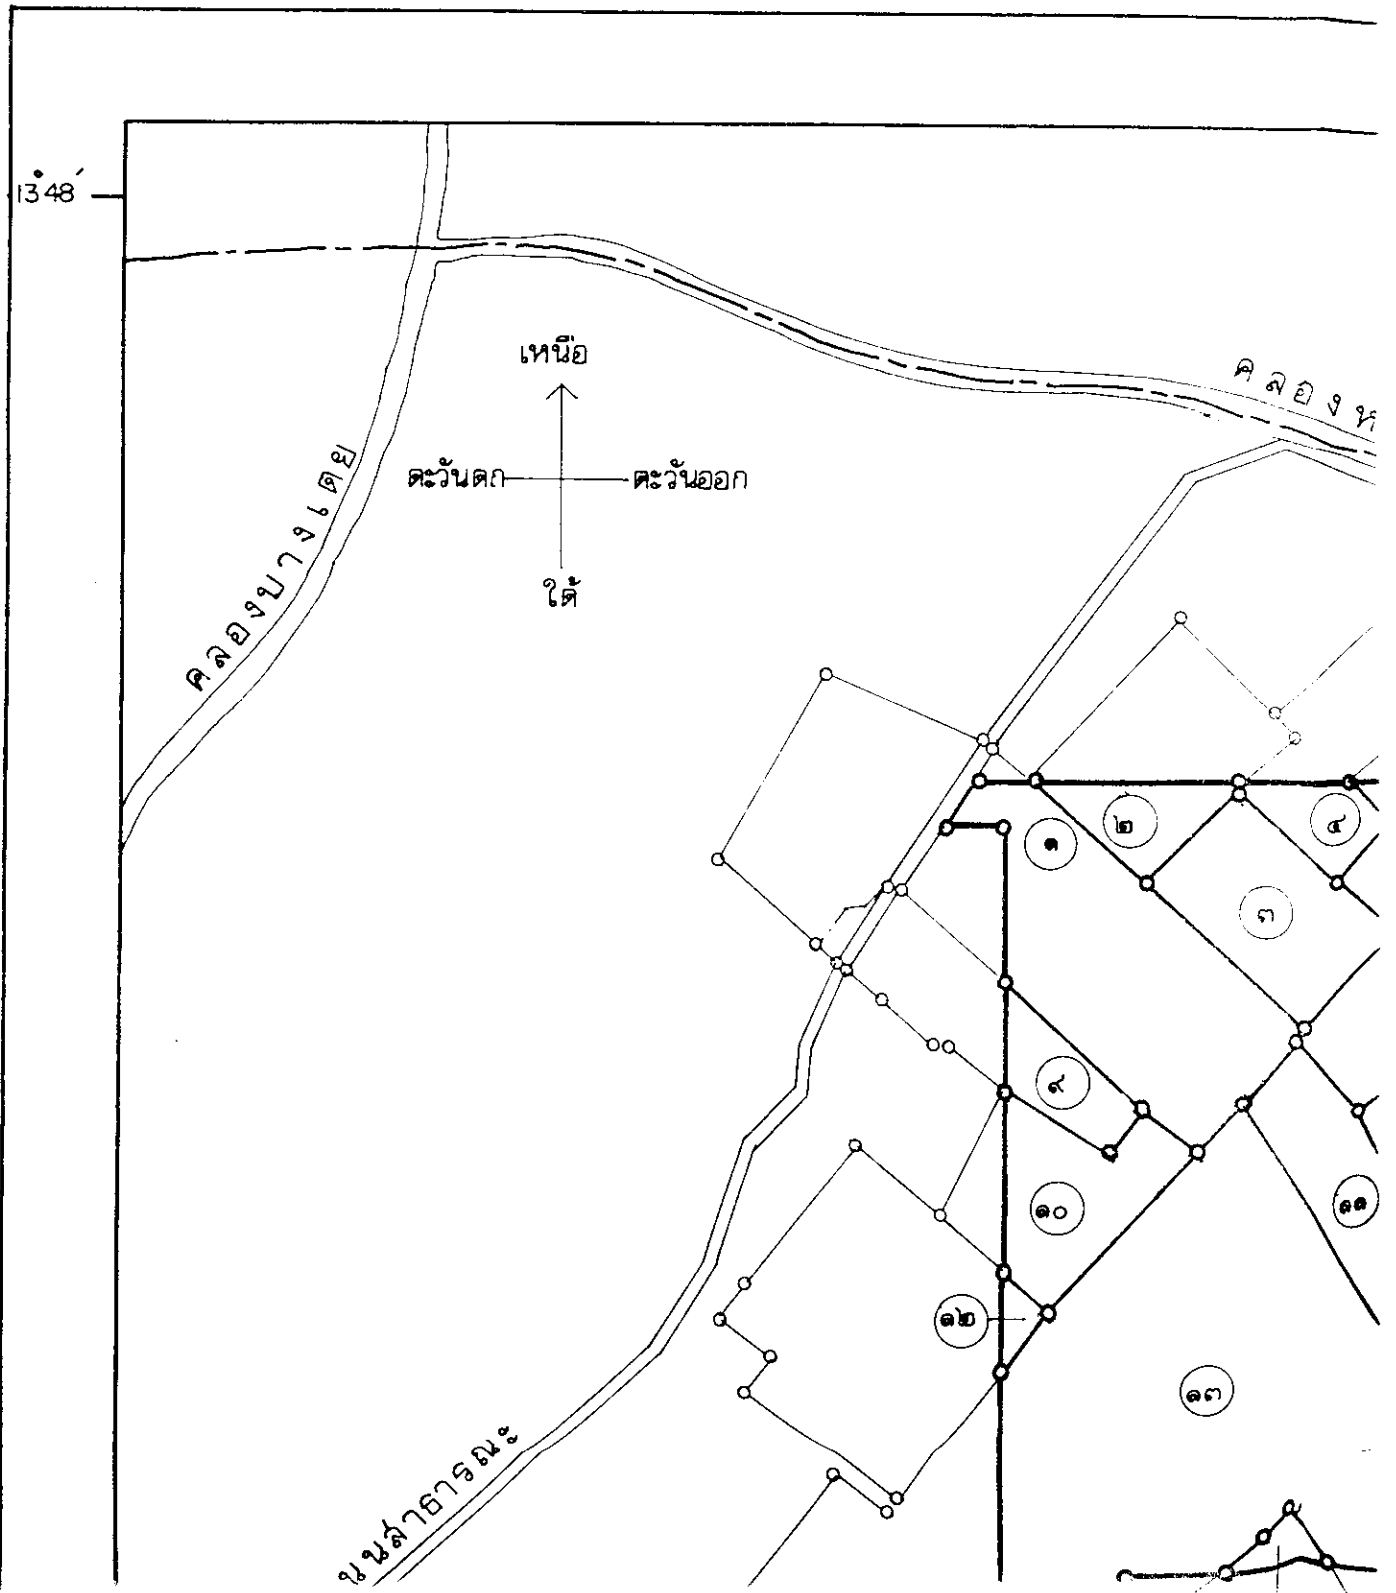 13°48′
เหนือ
คลองห
ตะวันตก
ตะวันออก
คลองบางเตย
ใต้
๒
๔
๑
๓
๙
๑๐
๑๑
๑๒
๑๓
นนสาธารณะ